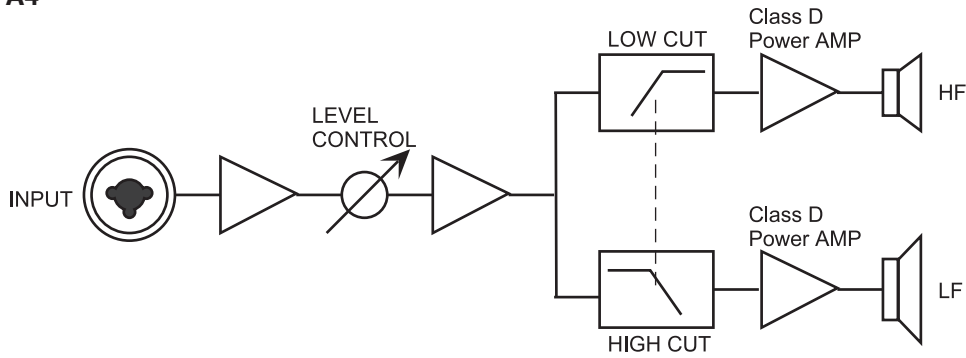 A4
INPUT
LEVEL
CONTROL
LOW CUT
HIGH CUT
Class D
Power AMP
HF
Class D
Power AMP
LF